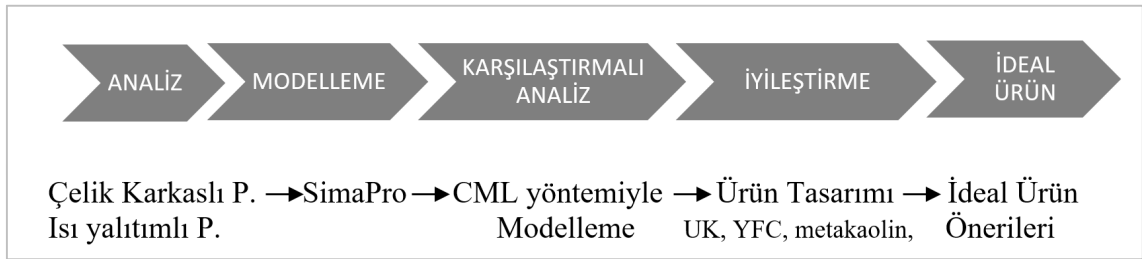 ANALİZ
MODELLEME
KARŞILAŞTIRMALI
ANALİZ
İYİLEŞTİRME
İDEAL
ÜRÜN
Çelik Karkaslı P. → SimaPro → CML yöntemiyle → Ürün Tasarımı → İdeal Ürün
Isı yalıtımlı P. Modelleme UK, YFC, metakaolin, Önerileri